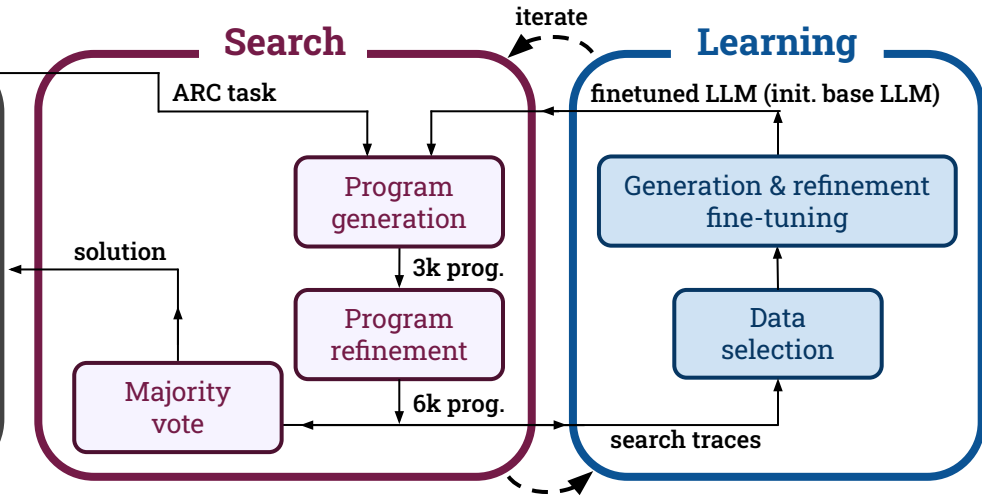 iterate
Search
Learning
ARC task
finetuned LLM (init. base LLM)
Program
generation
Generation & refinement
fine-tuning
solution
3k prog.
Program
refinement
Data
selection
Majority
vote
6k prog.
search traces